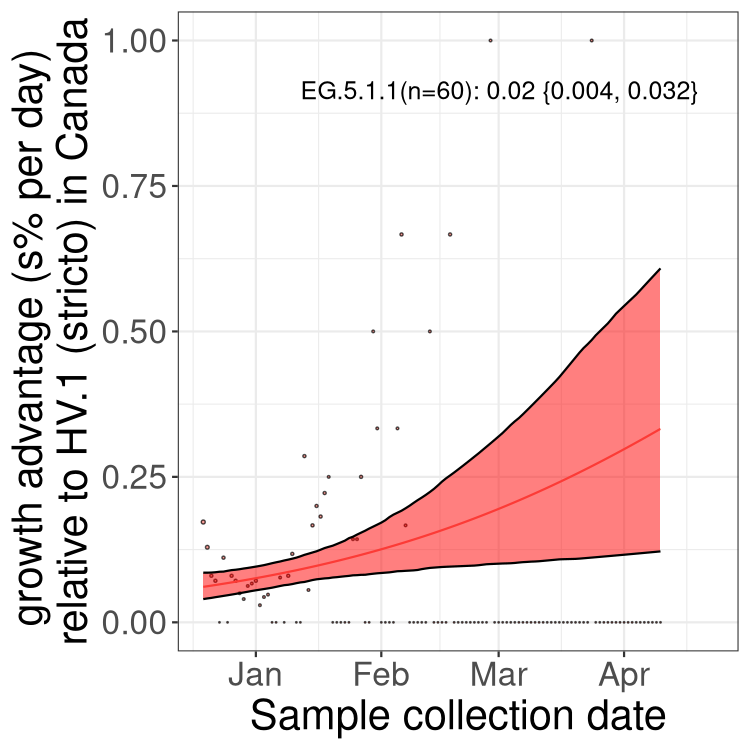 growth advantage (s% per day)
relative to HV.1 (stricto) in Canada
1.00
0.75
0.50
0.25
0.00
EG.5.1.1(n=60): 0.02 {0.004, 0.032}
Jan Feb Mar Apr
Sample collection date